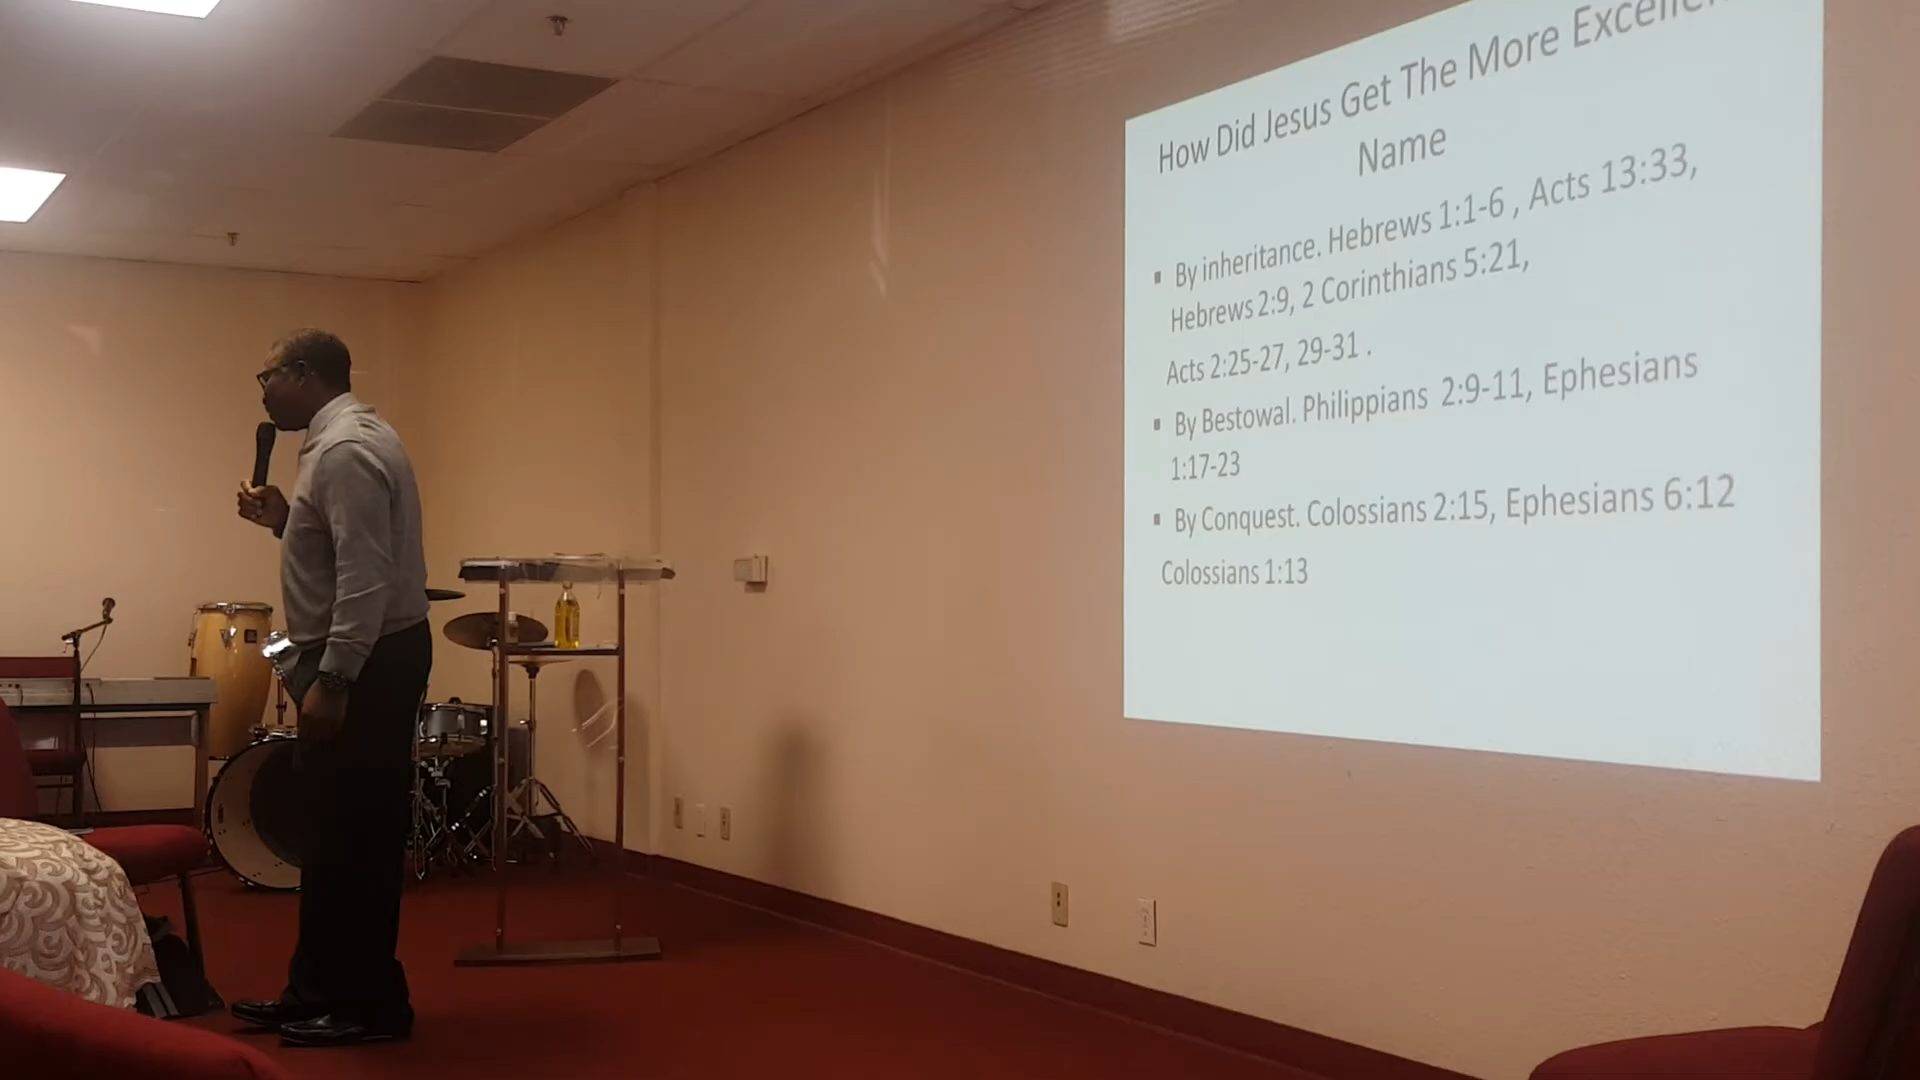 How Did Jesus Get The More
Name
▪ By inheritance. Hebrews 1:1-6 , Acts 13:33,
Hebrews 2:9, 2 Corinthians 5:21,
Acts 2:25-27, 29-31 .
▪ By Bestowal. Philippians 2:9-11, Ephesians
1:17-23
▪ By Conquest. Colossians 2:15, Ephesians 6:12
Colossians 1:13